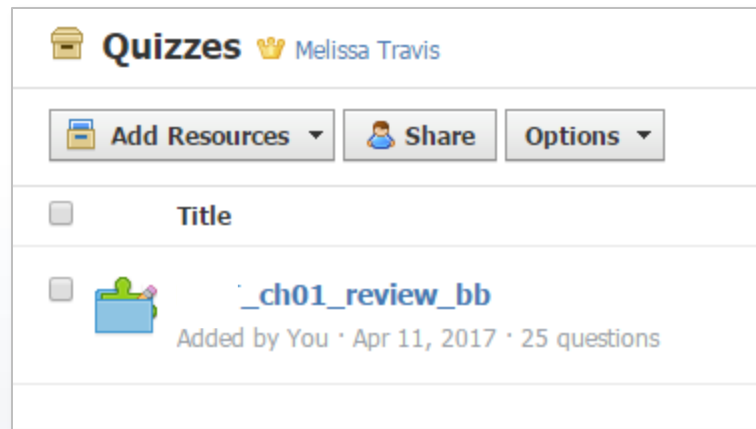 Quizzes Melissa Travis
Add Resources Share Options
Title
_ch01_review_bb
Added by You · Apr 11, 2017 · 25 questions